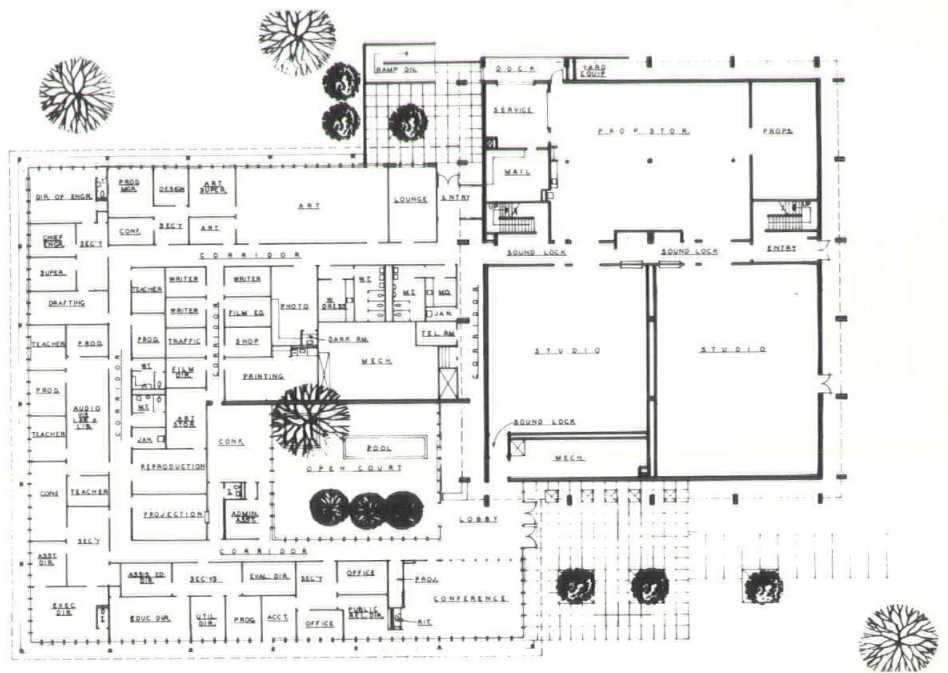 RAMP DN.
DOCK
YARD
EQUIP
SERVICE
PROP STOR.
PROPS
MAIL
UP
UP
DIR. OF ENGR.
PROD
MGR.
DESIGN
ART
SUPER.
ART
LOUNGE
ENTRY
CONF.
SEC'Y
ART
CHIEF
ENGR.
SEC'Y
CORRIDOR
SOUND LOCK
SOUND LOCK
ENTRY
SUPER.
TEACHER
WRITER
WRITER
W.T.
M.T.
M.D.
DRAFTING
PHOTO
W.
DRESS
JAN.
WRITER
FILM ED.
CORRIDOR
CORRIDOR
TEACHER
PROD.
PROD.
TRAFFIC
SHOP
DARK RM.
TEL. RM.
STUDIO
STUDIO
CORRIDOR
W.T.
FILM
DIR.
PRINTING
MECH.
PROD.
AUDIO
LIB.
M.T.
ART
STOR.
SOUND LOCK
TEACHER
JAN.
CONF.
POOL
MECH.
REPRODUCTION
OPEN COURT
CONF.
TEACHER
PROJECTION
ADMIN.
ASST.
LOBBY
SEC'Y
CORRIDOR
ASST.
DIR.
ASSIS. ED.
DIR.
SEC'YS.
EVAL. DIR.
SEC'Y
OFFICE
PROJ.
CONFERENCE
EXEC.
DIR.
EDUC. DIR.
UTIL.
DIR.
PROG
ACCT.
OFFICE
PUBLIC
REL. DIR.
KIT.